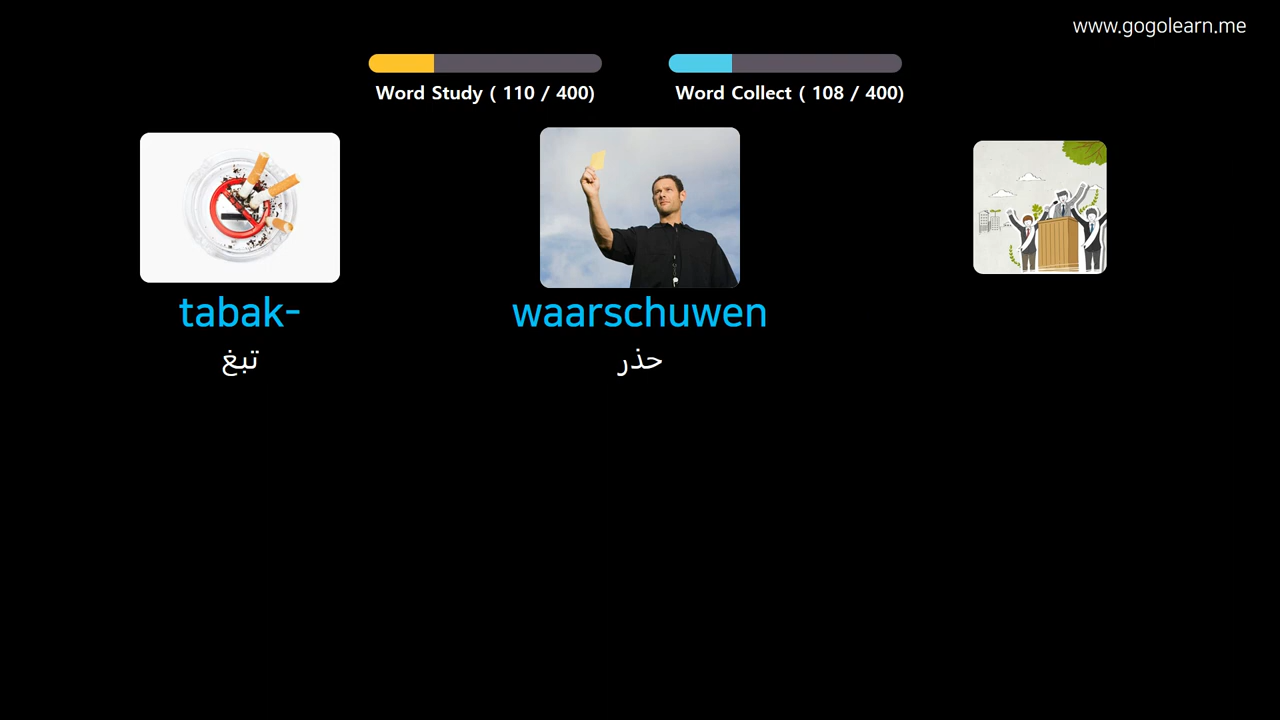 www.gogolearn.me
Word Study ( 110 / 400)
Word Collect ( 108 / 400)
tabak-
waarschuwen
تبغ
حذر